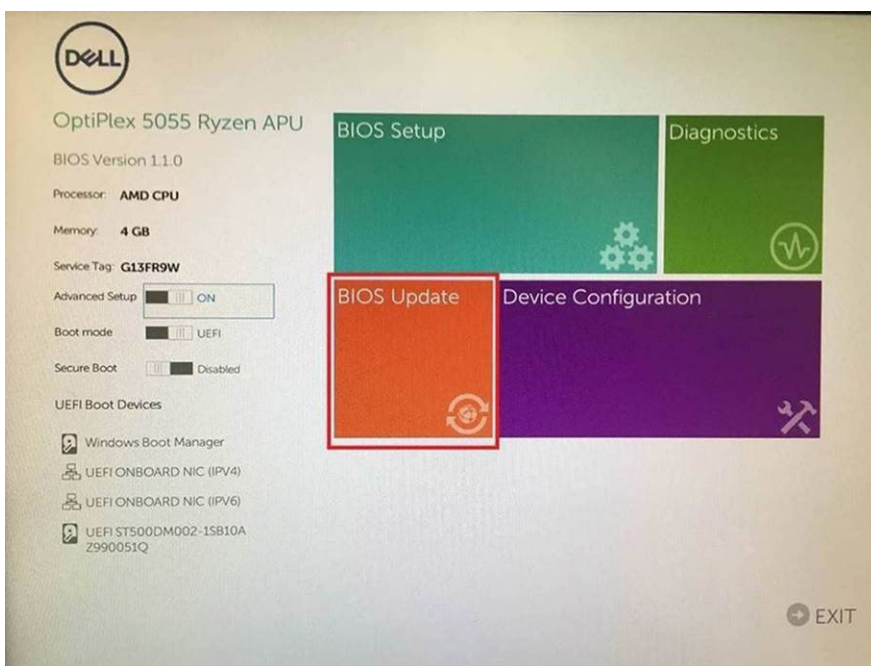 DELL
OptiPlex 5055 Ryzen APU
BIOS Version 1.1.0
Processor: AMD CPU
Memory: 4 GB
Service Tag: G13FR9W
Advanced Setup ON
Boot mode UEFI
Secure Boot Disabled
UEFI Boot Devices
Windows Boot Manager
UEFI ONBOARD NIC (IPV4)
UEFI ONBOARD NIC (IPV6)
UEFI ST500DM002-1SB10A
Z990051Q
BIOS Setup
Diagnostics
BIOS Update
Device Configuration
EXIT